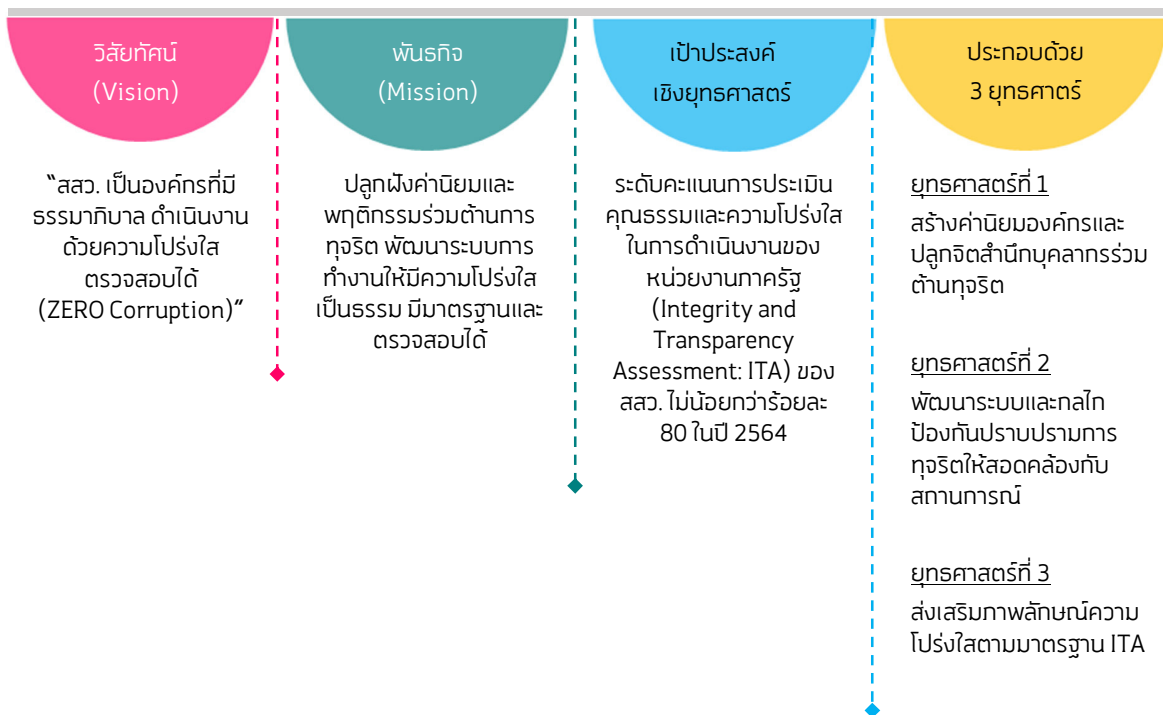 วิสัยทัศน์
(Vision)
"สสว. เป็นองค์กรที่มี
ธรรมาภิบาล ดำเนินงาน
ด้วยความโปร่งใส
ตรวจสอบได้
(ZERO Corruption)"
พันธกิจ
(Mission)
ปลูกฝังค่านิยมและ
พฤติกรรมร่วมต้านการ
ทุจริต พัฒนาระบบการ
ทำงานให้มีความโปร่งใส
เป็นธรรม มีมาตรฐานและ
ตรวจสอบได้
เป้าประสงค์
เชิงยุทธศาสตร์
ระดับคะแนนการประเมิน
คุณธรรมและความโปร่งใส
ในการดำเนินงานของ
หน่วยงานภาครัฐ
(Integrity and
Transparency
Assessment: ITA) ของ
สสว. ไม่น้อยกว่าร้อยละ
80 ในปี 2564
ประกอบด้วย
3 ยุทธศาตร์
ยุทธศาสตร์ที่ 1
สร้างค่านิยมองค์กรและ
ปลูกจิตสำนึกบุคลากรร่วม
ต้านทุจริต
ยุทธศาสตร์ที่ 2
พัฒนาระบบและกลไก
ป้องกันปราบปรามการ
ทุจริตให้สอดคล้องกับ
สถานการณ์
ยุทธศาสตร์ที่ 3
ส่งเสริมภาพลักษณ์ความ
โปร่งใสตามมาตรฐาน ITA